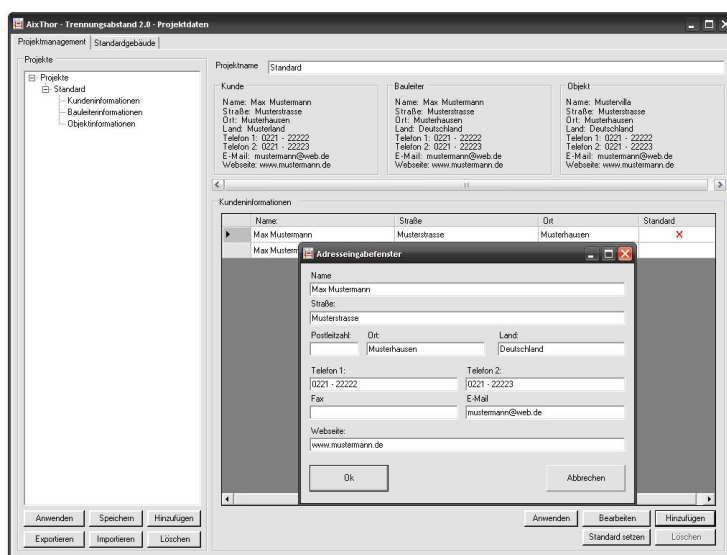 AixThor - Trennungsabstand 2.0 - Projektdaten
Projektmanagement Standardgebäude
Projekte
Projekte
Standard
Kundeninformationen
Bauleiterinformationen
Objektinformationen
Anwenden Speichern Hinzufügen
Exportieren Importieren Löschen
Projektname Standard
Kunde
Name: Max Mustermann
Straße: Musterstrasse
Ort: Musterhausen
Land: Musterland
Telefon 1: 0221 - 22222
Telefon 2: 0221 - 22223
E-Mail: mustermann@web.de
Webseite: www.mustermann.de
Bauleiter
Name: Max Mustermann
Straße: Musterstrasse
Ort: Musterhausen
Land: Deutschland
Telefon 1: 0221 - 22222
Telefon 2: 0221 - 22223
E-Mail: mustermann@web.de
Webseite: www.mustermann.de
Objekt
Name: Mustervilla
Straße: Musterstrasse
Ort: Musterhausen
Land: Deutschland
Telefon 1: 0221 - 22222
Telefon 2: 0221 - 22223
E-Mail: mustermann@web.de
Webseite: www.mustermann.de
Kundeninformationen
Name: Straße Ort Standard
Max Mustermann Musterstrasse Musterhausen X
Max Musterm
Adresseingabefenster
Name
Max Mustermann
Straße:
Musterstrasse
Postleitzahl: Ort: Land:
Musterhausen Deutschland
Telefon 1: Telefon 2:
0221 - 22222 0221 - 22223
Fax E-Mail
mustermann@web.de
Webseite:
www.mustermann.de
Ok Abbrechen
Anwenden Bearbeiten Hinzufügen
Standard setzen Löschen